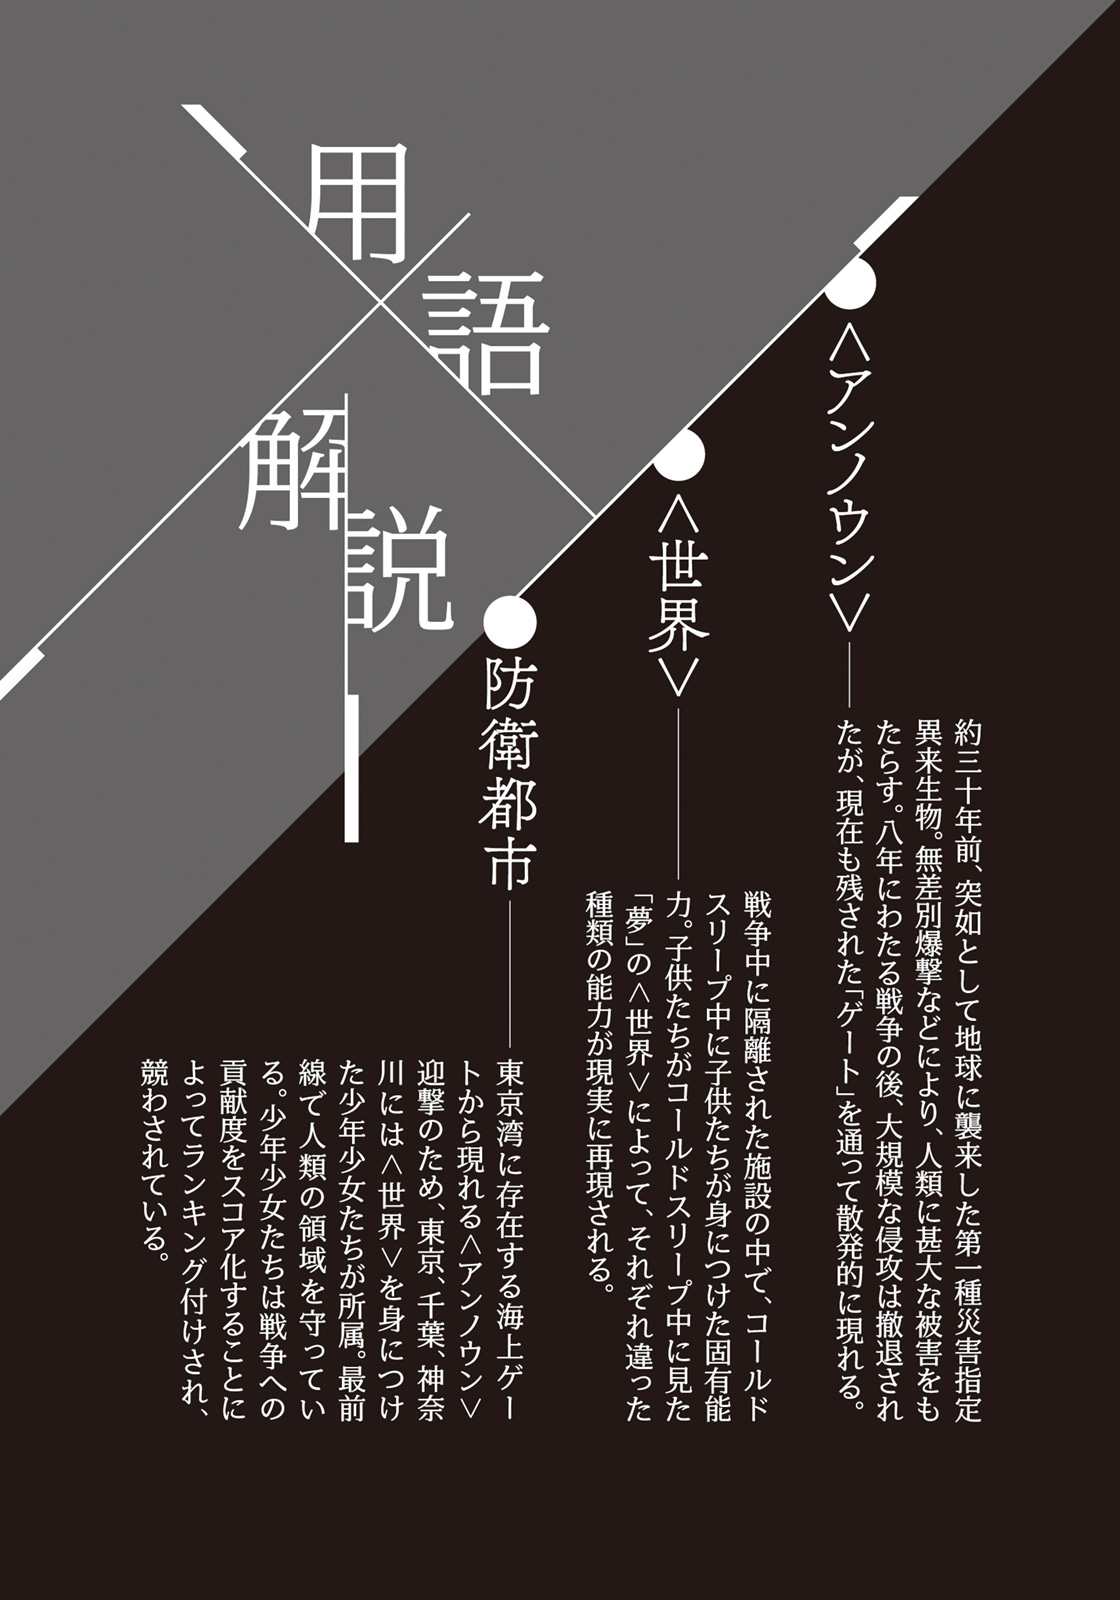 用語
解説
●〈アンノウン〉――
約三十年前、突如として地球に襲来した第一種災害指定
異来生物。無差別爆撃などにより、人類に甚大な被害をも
たらす。八年にわたる戦争の後、大規模な侵攻は撤退され
たが、現在も残された「ゲート」を通って散発的に現れる。
●〈世界〉――
戦争中に隔離された施設の中で、コールド
スリープ中に子供たちが身につけた固有能
力。子供たちがコールドスリープ中に見た
「夢」の〈世界〉によって、それぞれ違った
種類の能力が現実に再現される。
●防衛都市――
東京湾に存在する海上ゲー
トから現れる〈アンノウン〉
迎撃のため、東京、千葉、神奈
川には〈世界〉を身につけ
た少年少女たちが所属。最前
線で人類の領域を守ってい
る。少年少女たちは戦争への
貢献度をスコア化することに
よってランキング付けされ、
競わされている。